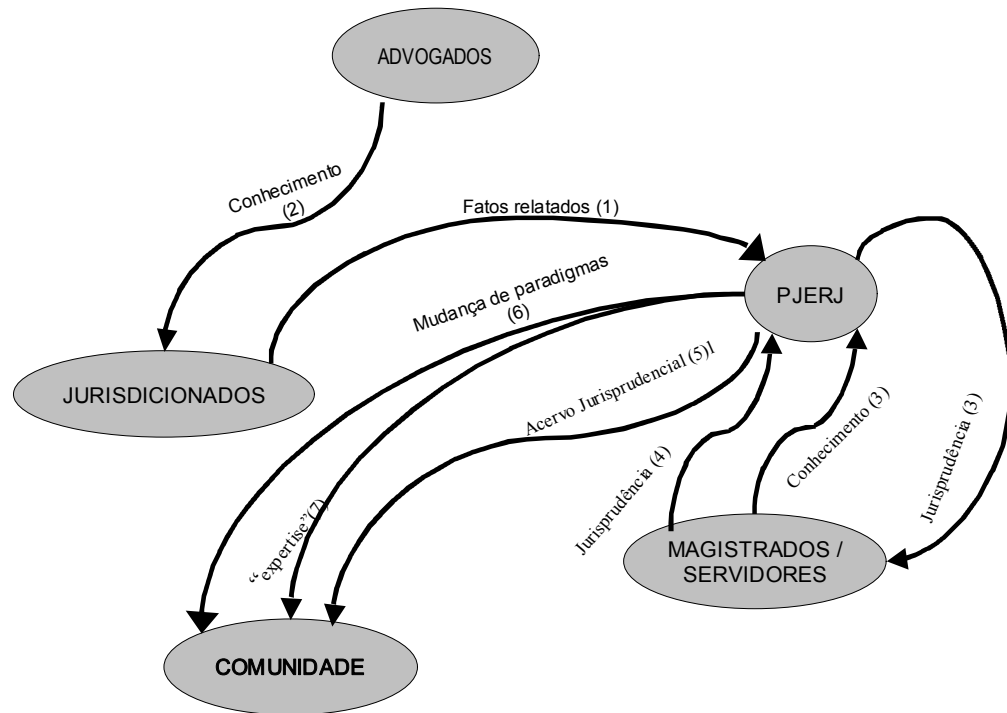 ADVOGADOS
Conhecimento
(2)
Fatos relatados (1)
Mudança de paradigmas
(6)
PJERJ
JURISDICIONADOS
Acervo Jurisprudencial (5)l
Jurisprudência (4)
Conhecimento (3)
Jurisprudência (3)
“expertise”(7)
MAGISTRADOS /
SERVIDORES
COMUNIDADE